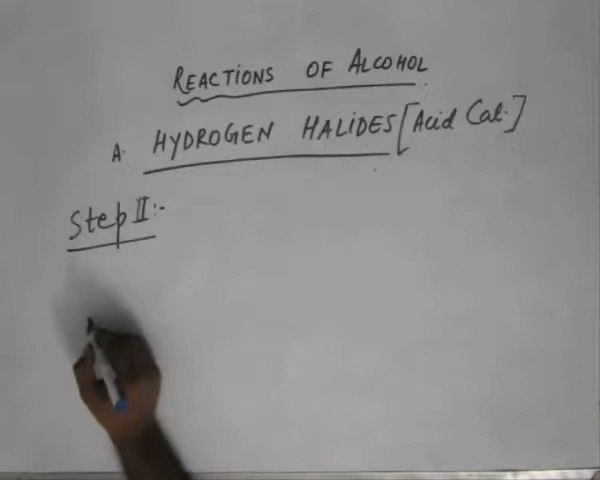 REACTIONS OF ALCOHOL
A. HYDROGEN HALIDES [Acid Cat.]
Step II:-